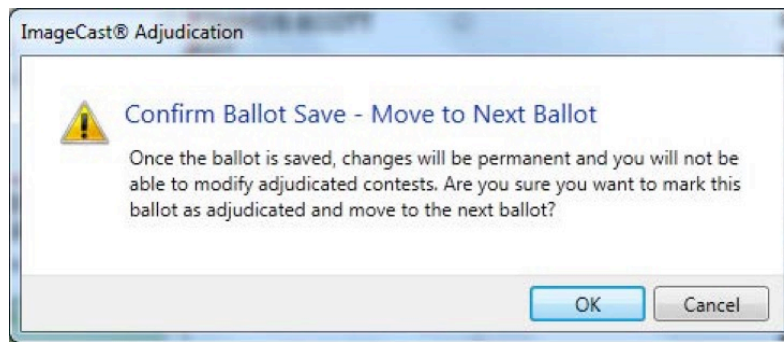 ImageCast® Adjudication
Confirm Ballot Save - Move to Next Ballot
Once the ballot is saved, changes will be permanent and you will not be
able to modify adjudicated contests. Are you sure you want to mark this
ballot as adjudicated and move to the next ballot?
OK Cancel